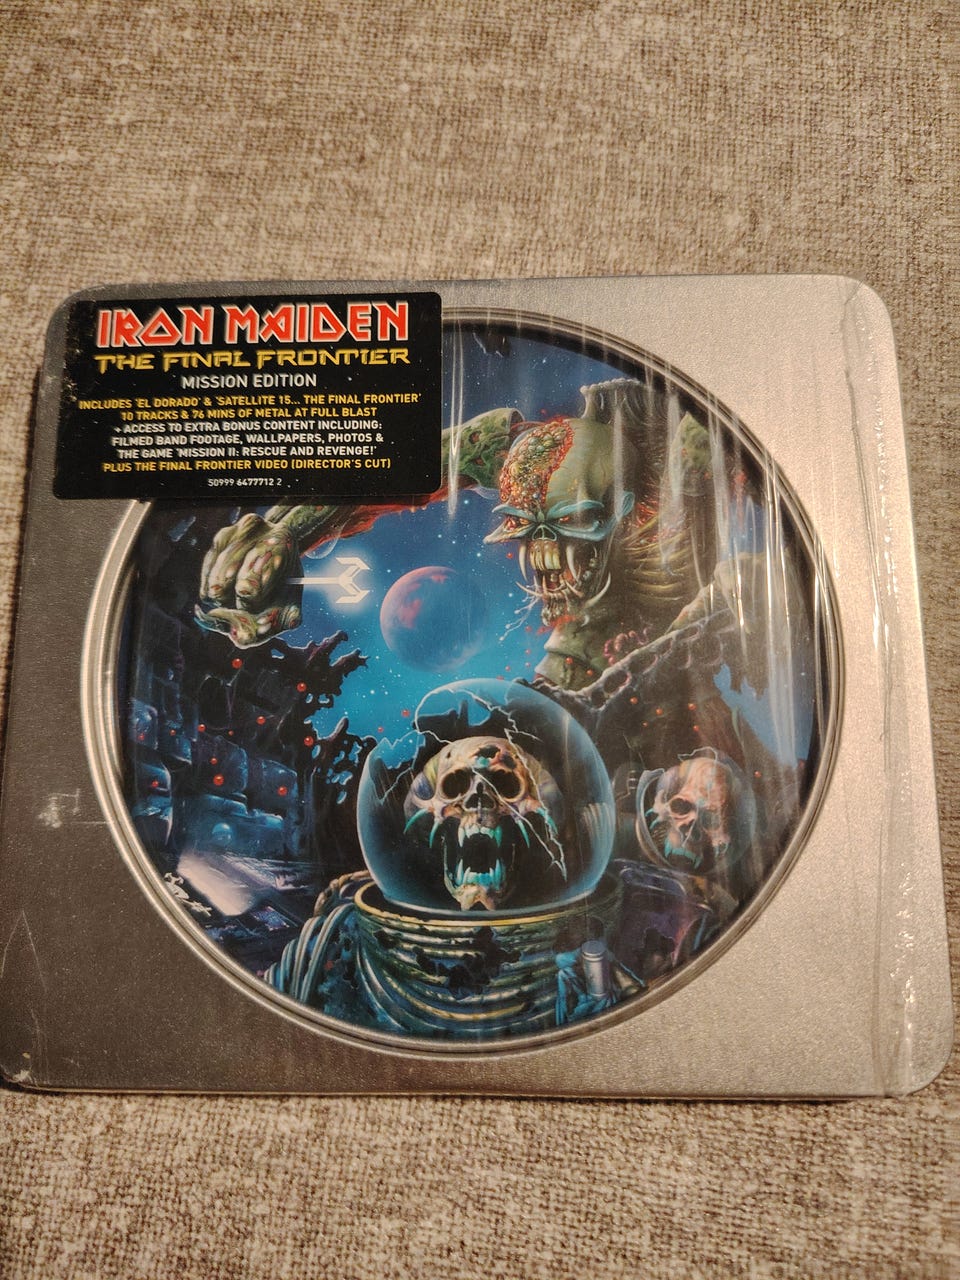 IRON MAIDEN
THE FINAL FRONTIER
MISSION EDITION
INCLUDES 'EL DORADO' & 'SATELLITE 15... THE FINAL FRONTIER'
10 TRACKS & 76 MINS OF METAL AT FULL BLAST
+ ACCESS TO EXTRA BONUS CONTENT INCLUDING:
FILMED BAND FOOTAGE, WALLPAPERS, PHOTOS &
THE GAME 'MISSION II: RESCUE AND REVENGE!'
PLUS THE FINAL FRONTIER VIDEO (DIRECTOR'S CUT)
50999 6477712 2